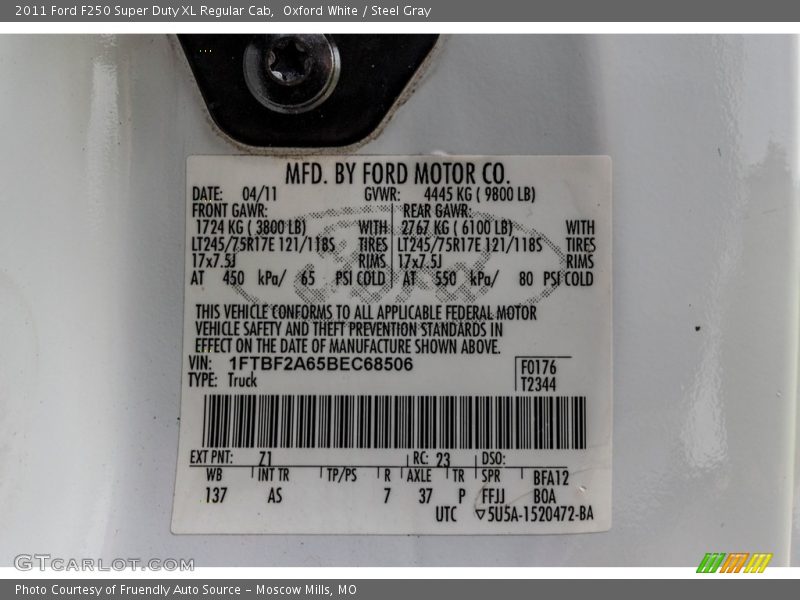 2011 Ford F250 Super Duty XL Regular Cab, Oxford White / Steel Gray
MFD. BY FORD MOTOR CO.
DATE: 04/11 GVWR: 4445 KG ( 9800 LB)
FRONT GAWR: REAR GAWR:
1724 KG ( 3800 LB) WITH 2767 KG ( 6100 LB) WITH
LT245/75R17E 121/118S TIRES LT245/75R17E 121/118S TIRES
17x7.5J RIMS 17x7.5J RIMS
AT 450 kPa/ 65 PSI COLD AT 550 kPa/ 80 PSI COLD
THIS VEHICLE CONFORMS TO ALL APPLICABLE FEDERAL MOTOR
VEHICLE SAFETY AND THEFT PREVENTION STANDARDS IN
EFFECT ON THE DATE OF MANUFACTURE SHOWN ABOVE.
VIN: 1FTBF2A65BEC68506 F0176
TYPE: Truck T2344
EXT PNT: Z1 RC: 23 DSO:
WB INT TR TP/PS R AXLE TR SPR BFA12
137 AS 7 37 P FFJJ BOA
UTC ▽5U5A-1520472-BA
GTCARLOT.COM
Photo Courtesy of Fruendly Auto Source – Moscow Mills, MO